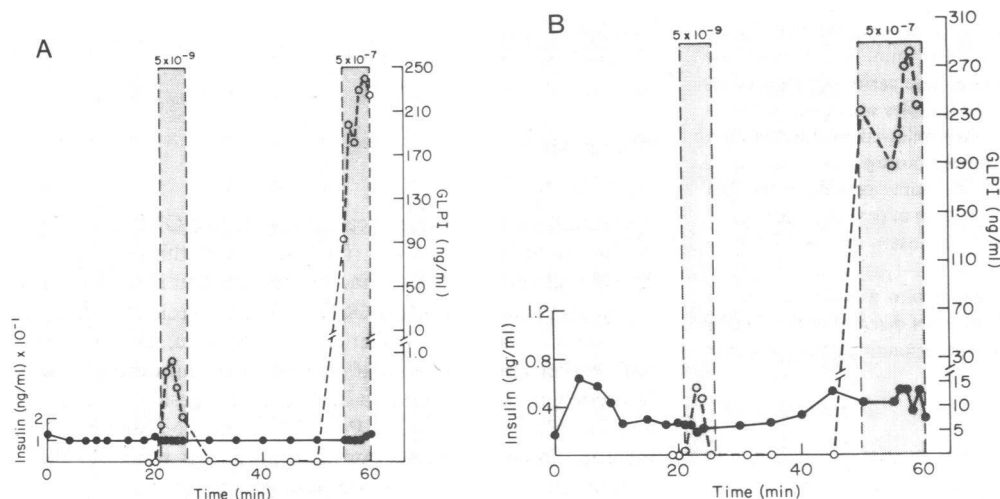 A
5 x 10⁻⁹
5 x 10⁻⁷
250
210
170
130
90
50
10
1.0
GLPI (ng/ml)
Insulin (ng/ml) x 10⁻¹
2
1
0
20
40
60
Time (min)
B
5 x 10⁻⁹
5 x 10⁻⁷
310
290
270
230
190
150
110
70
30
15
10
5
GLPI (ng/ml)
Insulin (ng/ml)
1.2
0.8
0.4
0
20
40
60
Time (min)